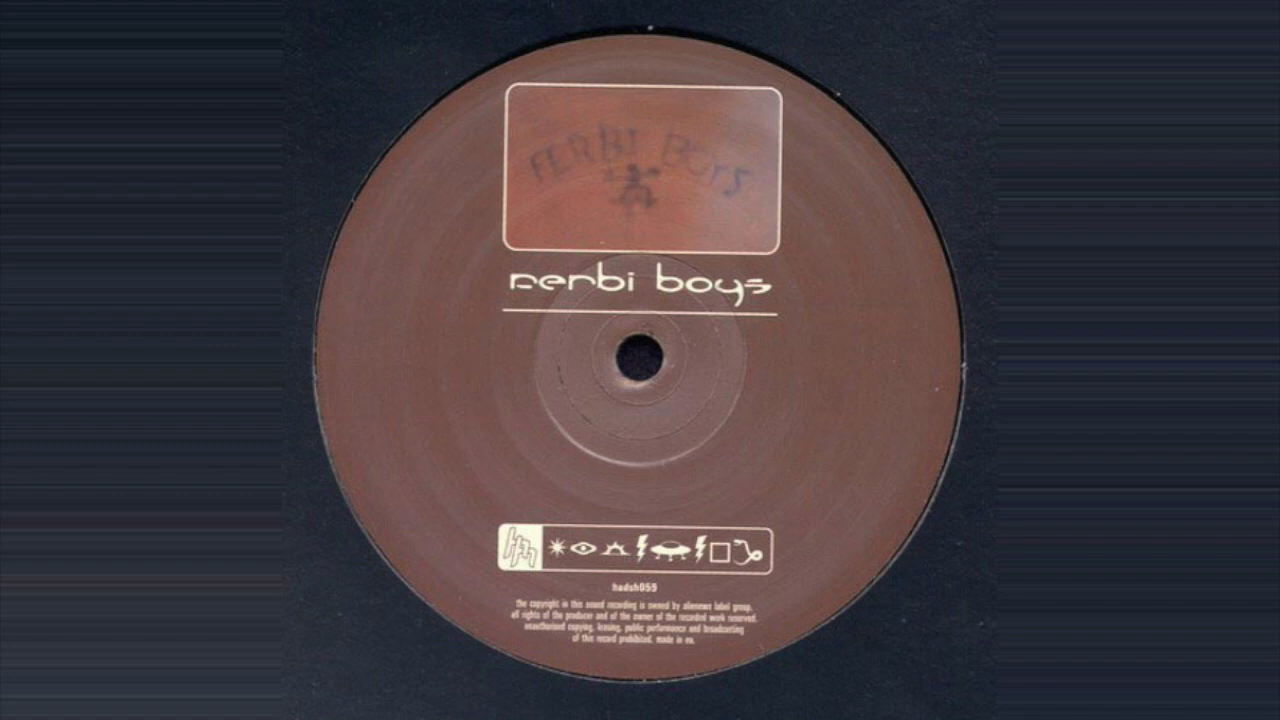 FERBI BOYS
ferbi boys
hadsh059
the copyright in this sound recording is owned by alienews label group.
all rights of the producer and of the owner of the recorded work reserved.
unauthorised copying, leasing, public performance and broadcasting
of this record prohibited. made in eu.